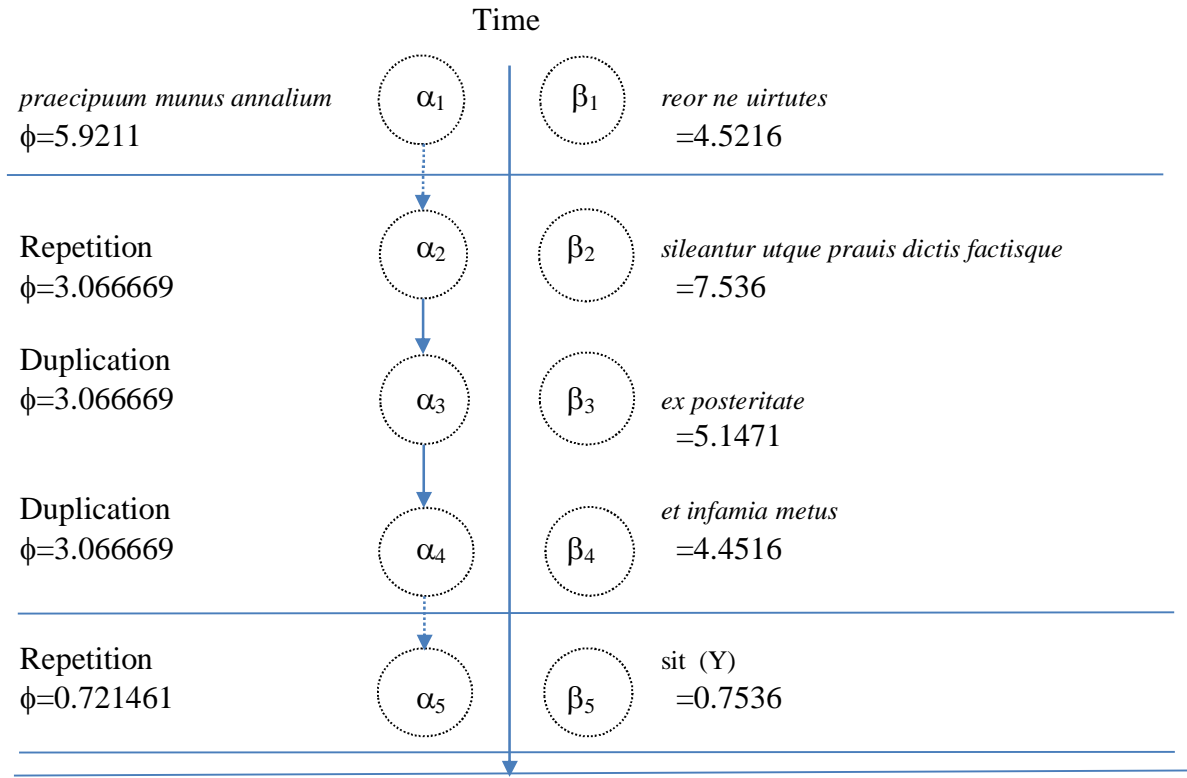 Time
praecipuum munus annalium
ϕ=5.9211
α1
β1
reor ne uirtutes
=4.5216
Repetition
ϕ=3.066669
α2
β2
sileantur utque prauis dictis factisque
=7.536
Duplication
ϕ=3.066669
α3
β3
ex posteritate
=5.1471
Duplication
ϕ=3.066669
α4
β4
et infamia metus
=4.4516
Repetition
ϕ=0.721461
α5
β5
sit (Y)
=0.7536